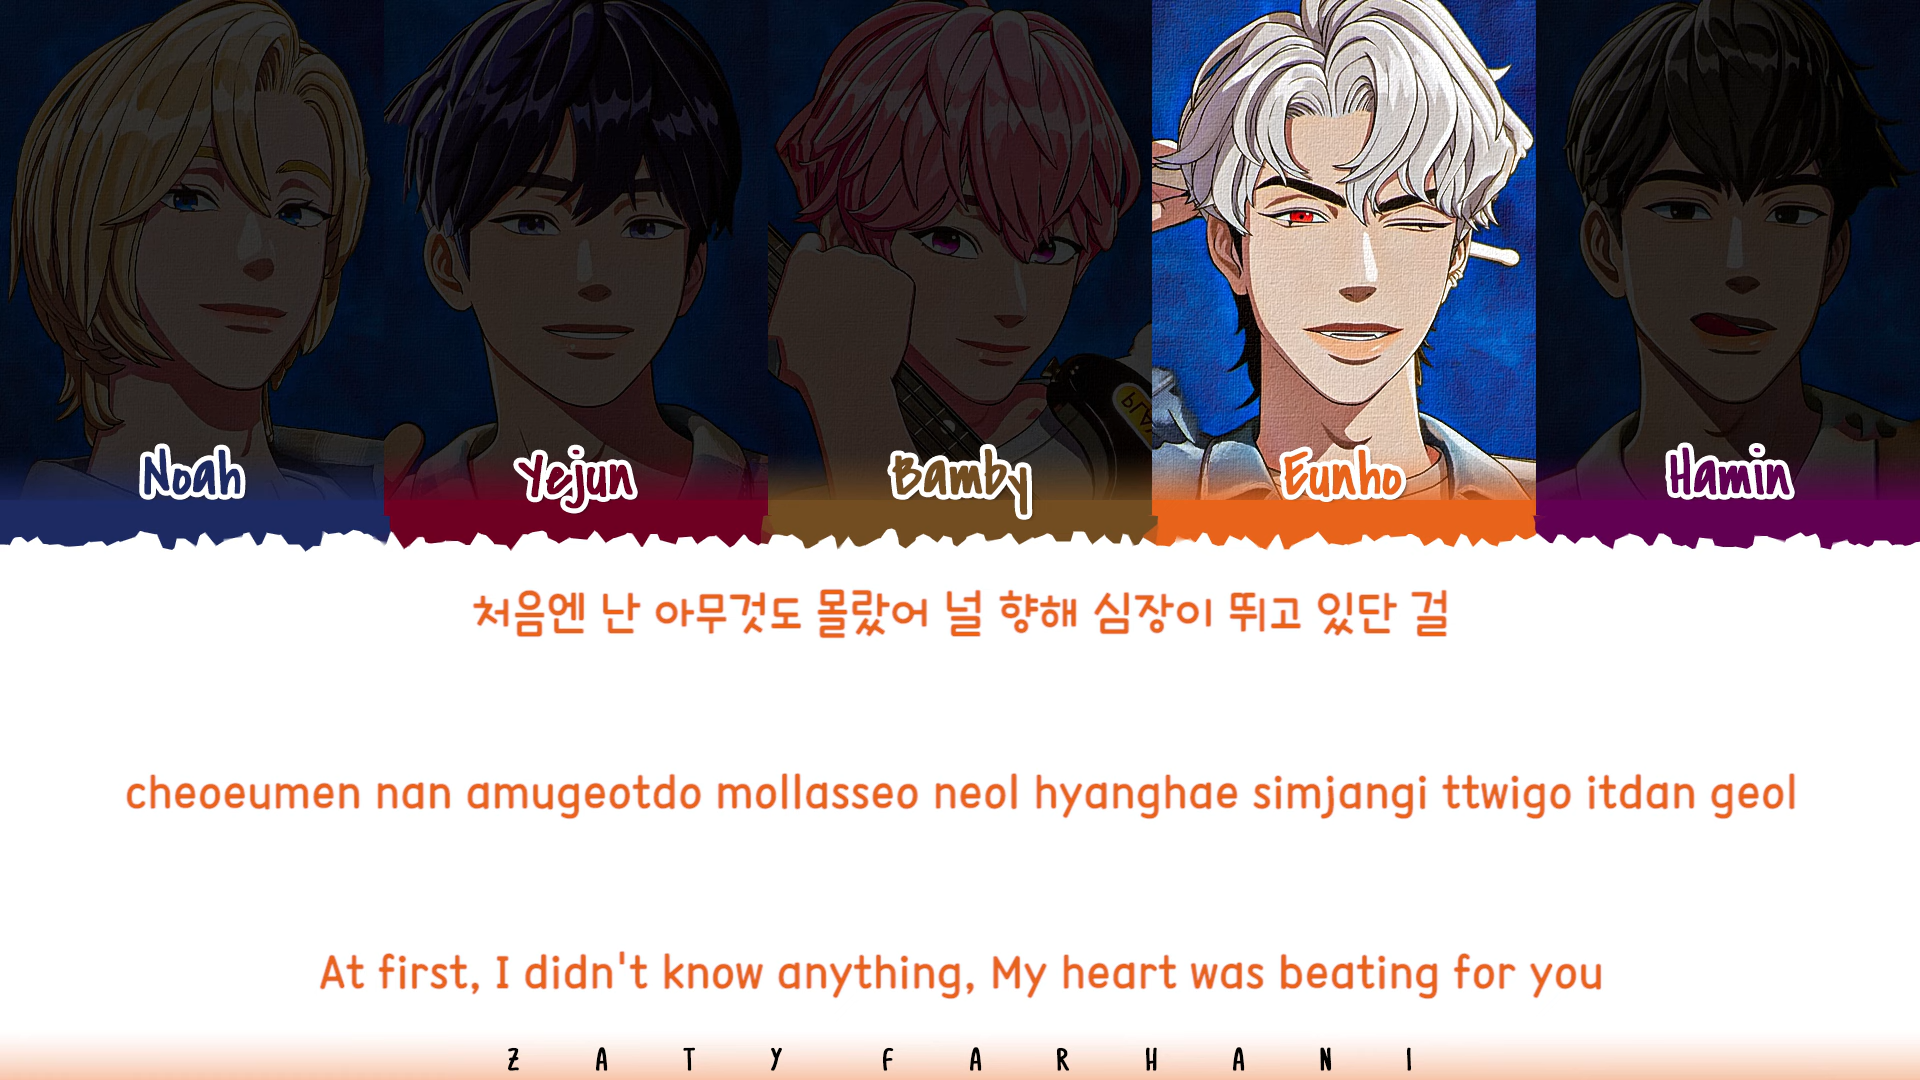 Noah
Yejun
Bamby
Eunho
Hamin
처음엔 난 아무것도 몰랐어 널 향해 심장이 뛰고 있단 걸
cheoeumen nan amugeotdo mollasseo neol hyanghae simjangi ttwigo itdan geol
At first, I didn't know anything, My heart was beating for you
ZATY FARHANI